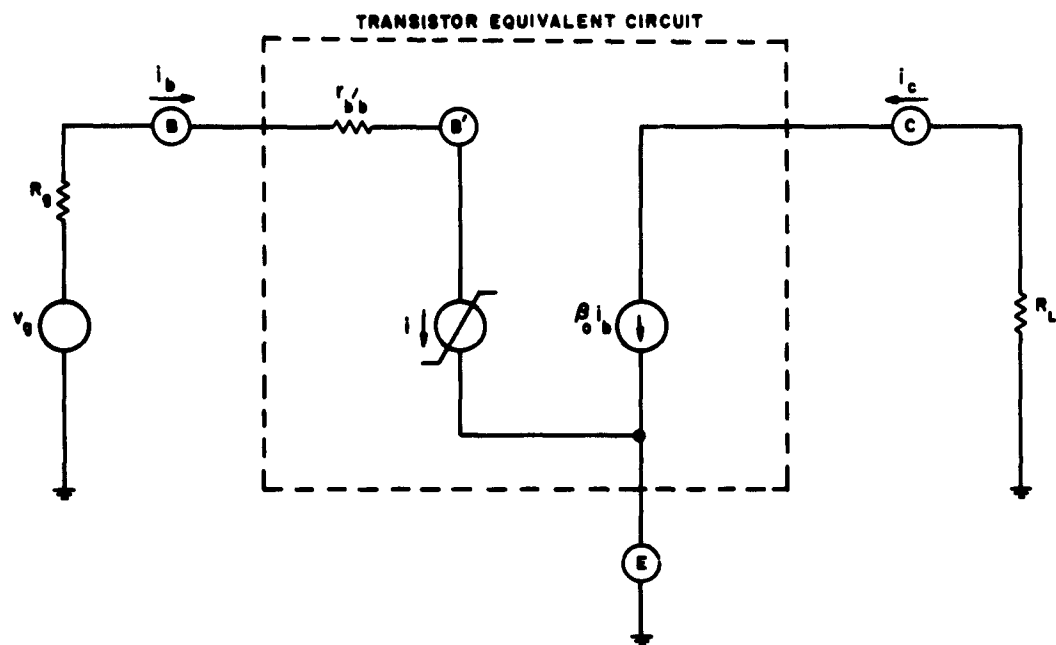 TRANSISTOR EQUIVALENT CIRCUIT
i_b
r_b'b
i_c
B
B'
C
R_g
v_g
i
β_o i_b
R_L
E